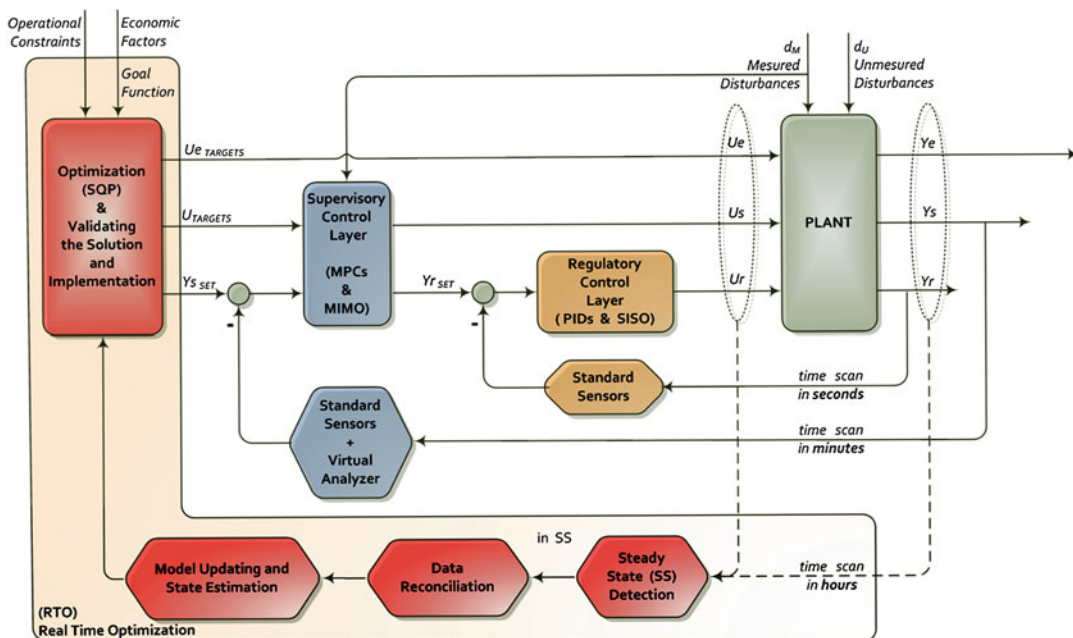 Operational
Constraints
Economic
Factors
Goal
Function
d_M
Mesured
Disturbances
d_U
Unmesured
Disturbances
Optimization
(SQP)
&
Validating
the Solution
and
Implementation
Ue TARGETS
U TARGETS
Ys SET
-
Supervisory
Control
Layer
(MPCs
&
MIMO)
Yr SET
-
Regulatory
Control
Layer
( PIDs & SISO)
Ue
Us
Ur
PLANT
Ye
Ys
Yr
Standard
Sensors
time scan
in seconds
Standard
Sensors
+
Virtual
Analyzer
time scan
in minutes
Model Updating and
State Estimation
Data
Reconciliation
in SS
Steady
State (SS)
Detection
time scan
in hours
(RTO)
Real Time Optimization